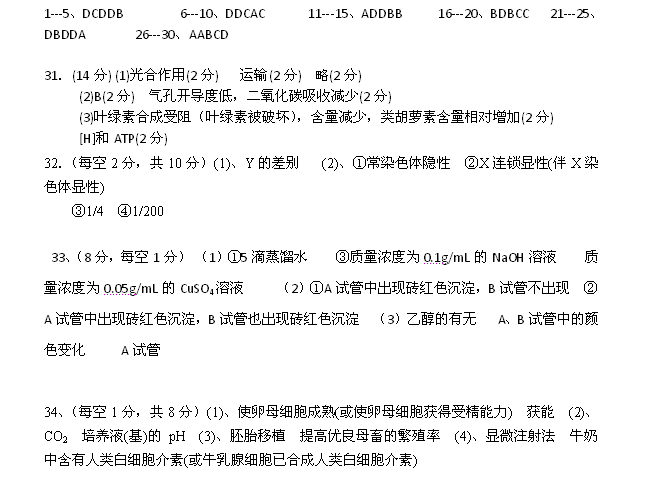 1---5、DCDDB 6---10、DDCAC 11---15、ADDBB 16---20、BDBCC 21---25、
DBDDA 26---30、AABCD
31. (14 分) (1)光合作用(2 分) 运输(2 分) 略(2 分)
(2)B(2 分) 气孔开导度低，二氧化碳吸收减少(2 分)
(3)叶绿素合成受阻（叶绿素被破坏），含量减少，类胡萝素含量相对增加(2 分)
[H]和 ATP(2 分)
32.（每空 2 分，共 10 分）(1)、Y 的差别 (2)、①常染色体隐性 ②X 连锁显性(伴 X 染
色体显性)
③1/4 ④1/200
33、（8 分，每空 1 分）（1）①5 滴蒸馏水 ③质量浓度为 0.1g/mL 的 NaOH 溶液 质
量浓度为 0.05g/mL 的 CuSO₄溶液 （2）①A 试管中出现砖红色沉淀，B 试管不出现 ②
A 试管中出现砖红色沉淀，B 试管也出现砖红色沉淀 （3）乙醇的有无 A、B 试管中的颜
色变化 A 试管
34、（每空 1 分，共 8 分）(1)、使卵母细胞成熟(或使卵母细胞获得受精能力) 获能 (2)、
CO₂ 培养液(基)的 pH (3)、胚胎移植 提高优良母畜的繁殖率 (4)、显微注射法 牛奶
中含有人类白细胞介素(或牛乳腺细胞已合成人类白细胞介素)